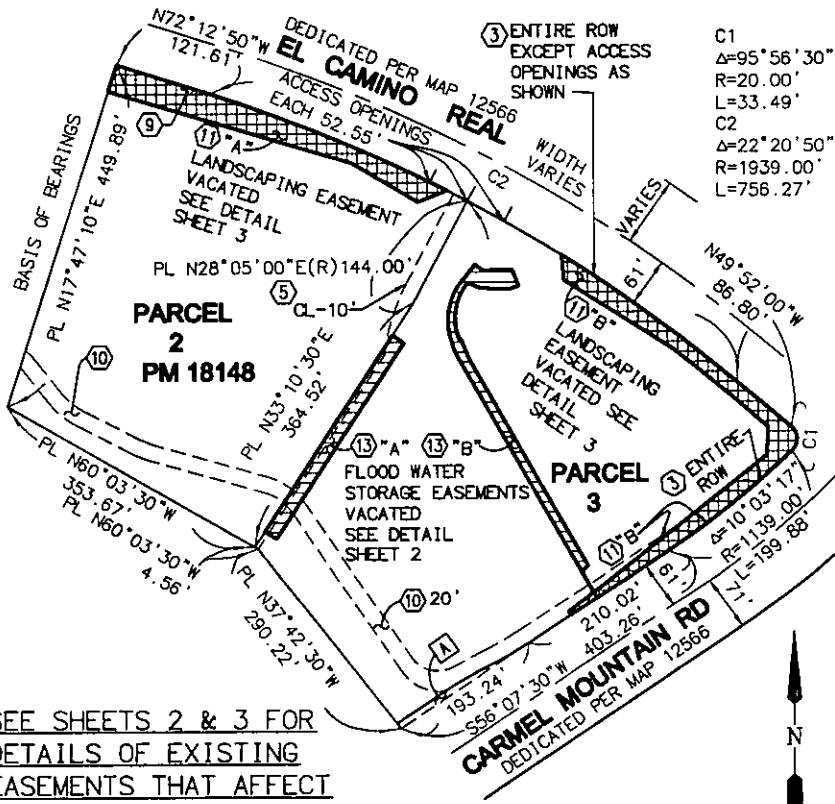 N72°12'50"W
121.61'
DEDICATED PER MAP 12566
EL CAMINO REAL
WIDTH
VARIES
ACCESS OPENINGS
EACH 52.55'
3 ENTIRE ROW
EXCEPT ACCESS
OPENINGS AS
SHOWN
C1
Δ=95°56'30"
R=20.00'
L=33.49'
C2
Δ=22°20'50"
R=1939.00'
L=756.27'
C2
VARIES
61'
N49°52'00"W
86.80'
C1
9
11 "A"
LANDSCAPING EASEMENT
VACATED
SEE DETAIL
SHEET 3
BASIS OF BEARINGS
PL N17°47'10"E 449.89'
PL N28°05'00"E(R)144.00'
5
CL-10'
PARCEL
2
PM 18148
10
PL N33°10'30"E
364.52'
11 "B"
LANDSCAPING
EASEMENT
VACATED SEE
DETAIL
SHEET 3
13 "A" 13 "B"
FLOOD WATER
STORAGE EASEMENTS
VACATED
SEE DETAIL
SHEET 2
PARCEL
3
3 ENTIRE
ROW
11 "B"
Δ=10°03'17"
R=1139.00'
L=199.88'
PL N60°03'30"W
353.67'
PL N60°03'30"W
4.56'
PL N37°42'30"W
290.22'
10 20'
A
193.24'
210.02'
S56°07'30"W 403.26'
61'
71'
CARMEL MOUNTAIN RD
DEDICATED PER MAP 12566
N
SEE SHEETS 2 & 3 FOR
DETAILS OF EXISTING
EASEMENTS THAT AFFECT